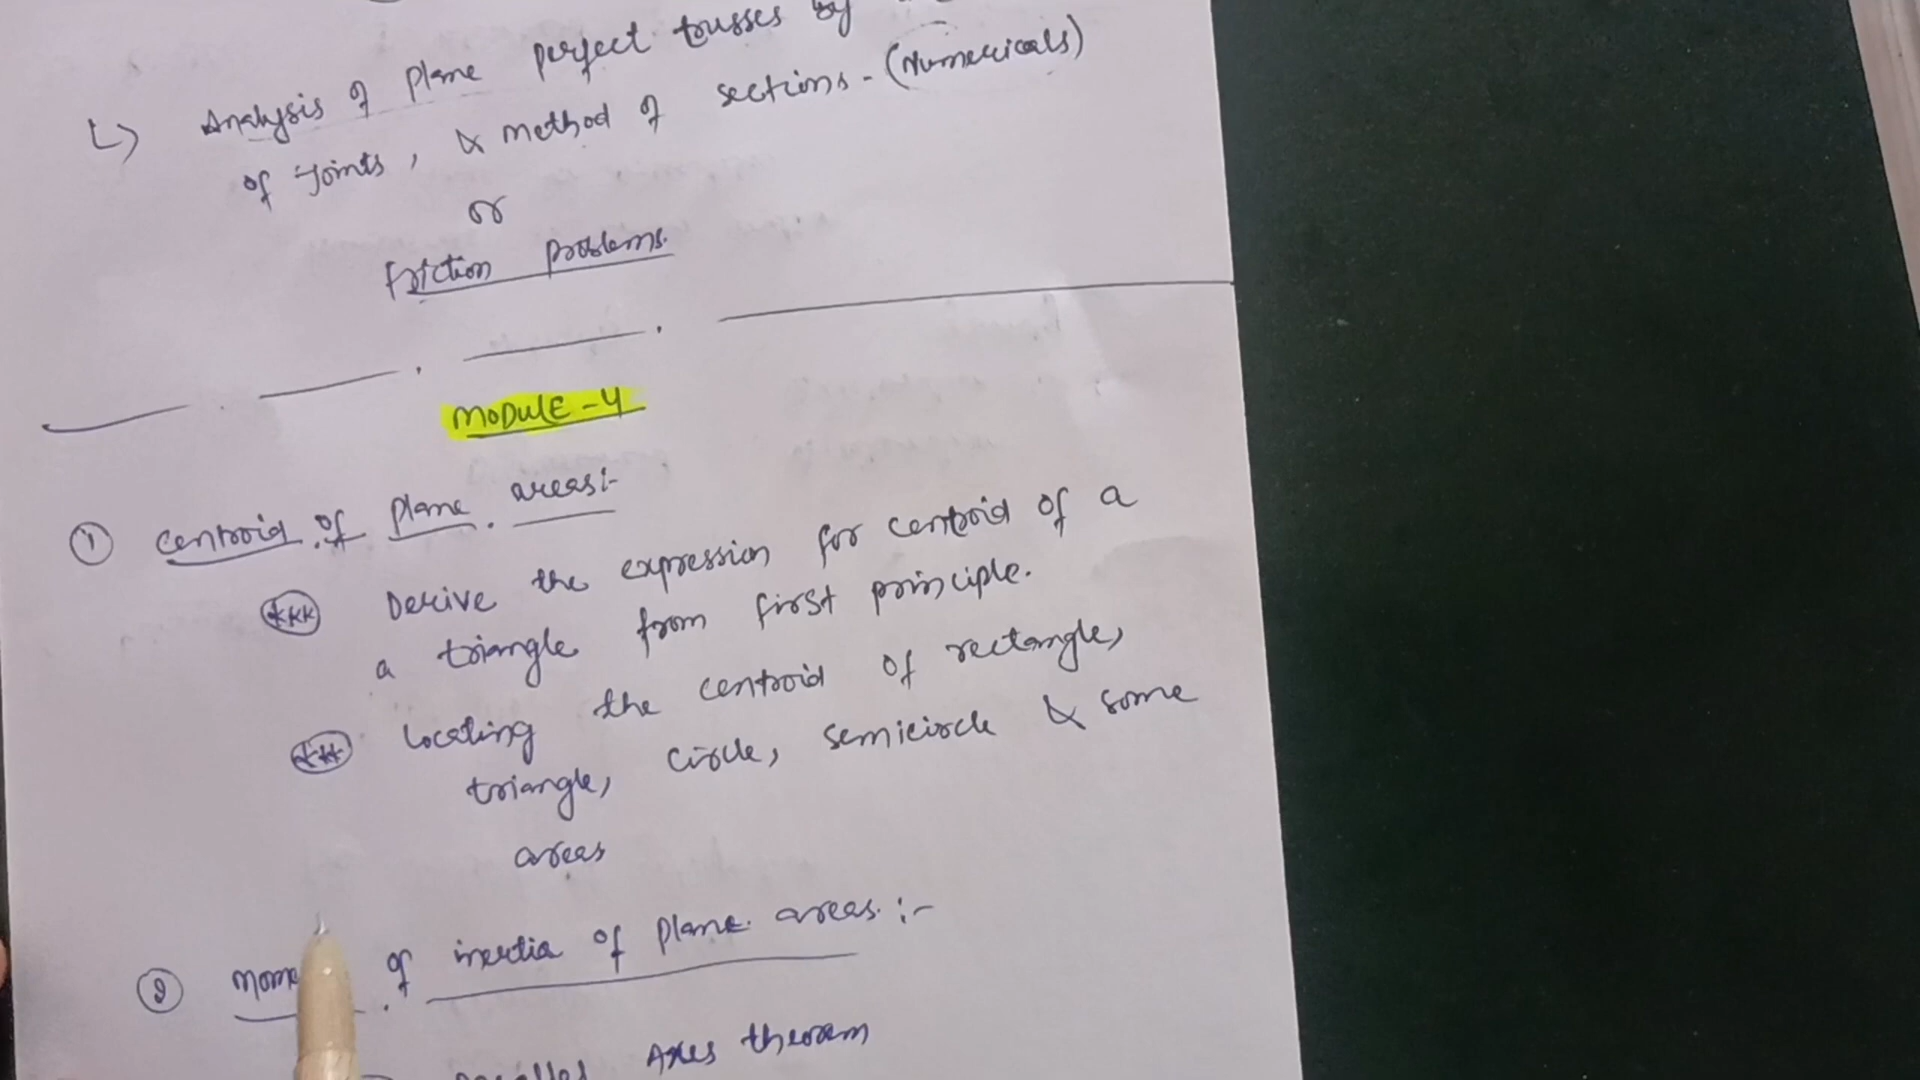 ↳ Analysis of plane perfect trusses by
of joints, & method of sections - (Numericals)
or
Friction problems.
MODULE-4
① centroid of plane areas:-
*** Derive the expression for centroid of a
a triangle from first principle.
*** Locating the centroid of rectangle,
triangle, circle, semicircle & some
areas
② of inertia of plane areas :-
Axes theoram